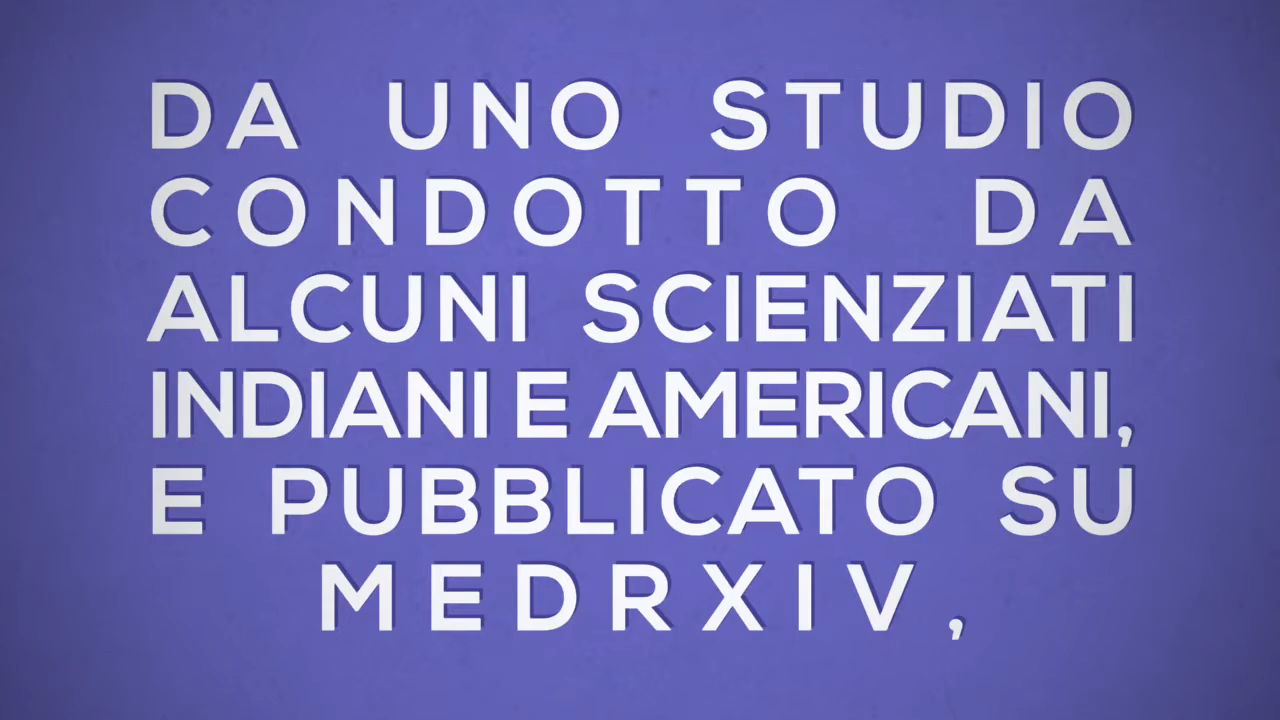 DA UNO STUDIO
CONDOTTO DA
ALCUNI SCIENZIATI
INDIANI E AMERICANI,
E PUBBLICATO SU
MEDRXIV,